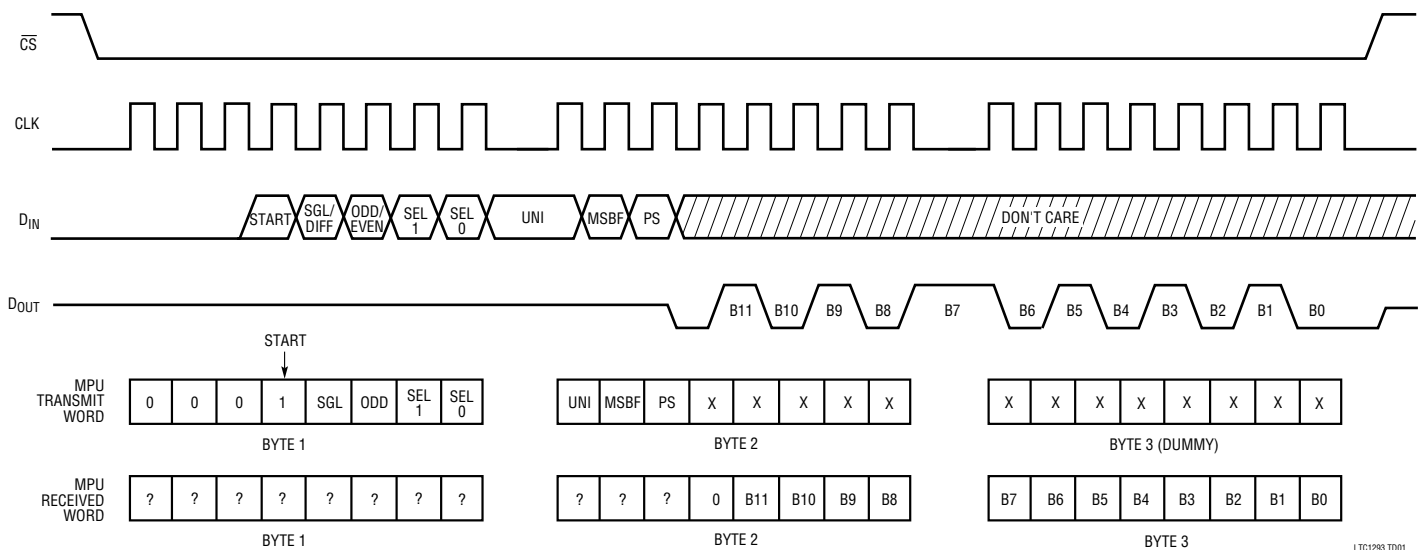 CS
CLK
DIN
START
SGL/
DIFF
ODD/
EVEN
SEL
1
SEL
0
UNI
MSBF
PS
DON'T CARE
DOUT
B11
B10
B9
B8
B7
B6
B5
B4
B3
B2
B1
B0
START
MPU
TRANSMIT
WORD
0 0 0 1 SGL ODD SEL 1 SEL 0
UNI MSBF PS X X X X X
X X X X X X X X
BYTE 1
BYTE 2
BYTE 3 (DUMMY)
MPU
RECEIVED
WORD
? ? ? ? ? ? ? ?
? ? ? 0 B11 B10 B9 B8
B7 B6 B5 B4 B3 B2 B1 B0
BYTE 1
BYTE 2
BYTE 3
LTC1293 TD01